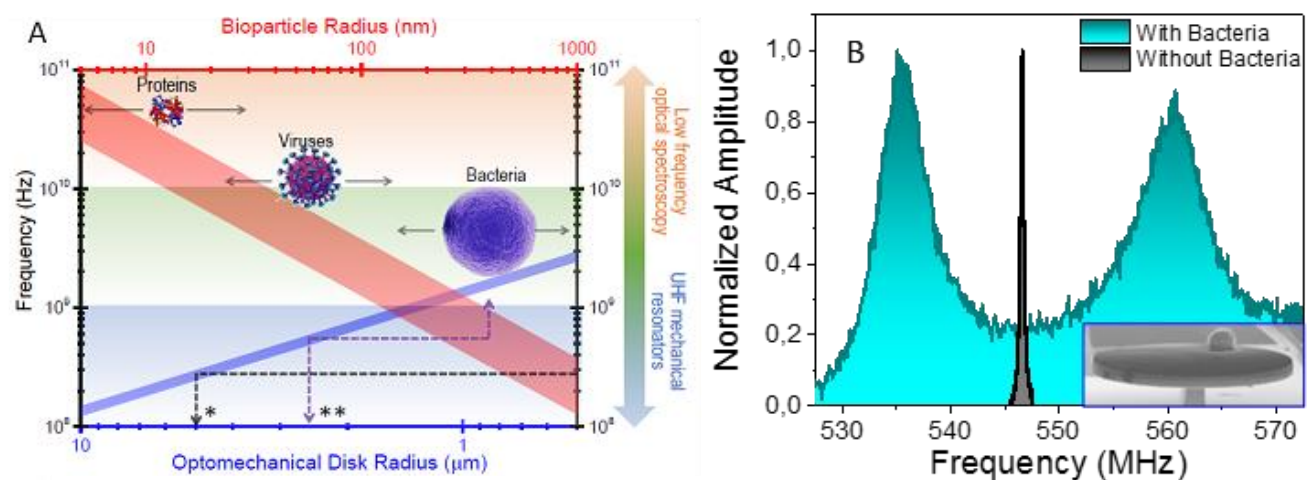 A
Bioparticle Radius (nm)
10 100 1000
10¹¹
10¹⁰
10⁹
10⁸
Frequency (Hz)
Proteins
Viruses
Bacteria
* **
10¹¹
10¹⁰
10⁹
10⁸
Low frequency
optical spectroscopy
UHF mechanical
resonators
10 1
Optomechanical Disk Radius (μm)
B
With Bacteria
Without Bacteria
Normalized Amplitude
1,0
0,8
0,6
0,4
0,2
0,0
530 540 550 560 570
Frequency (MHz)